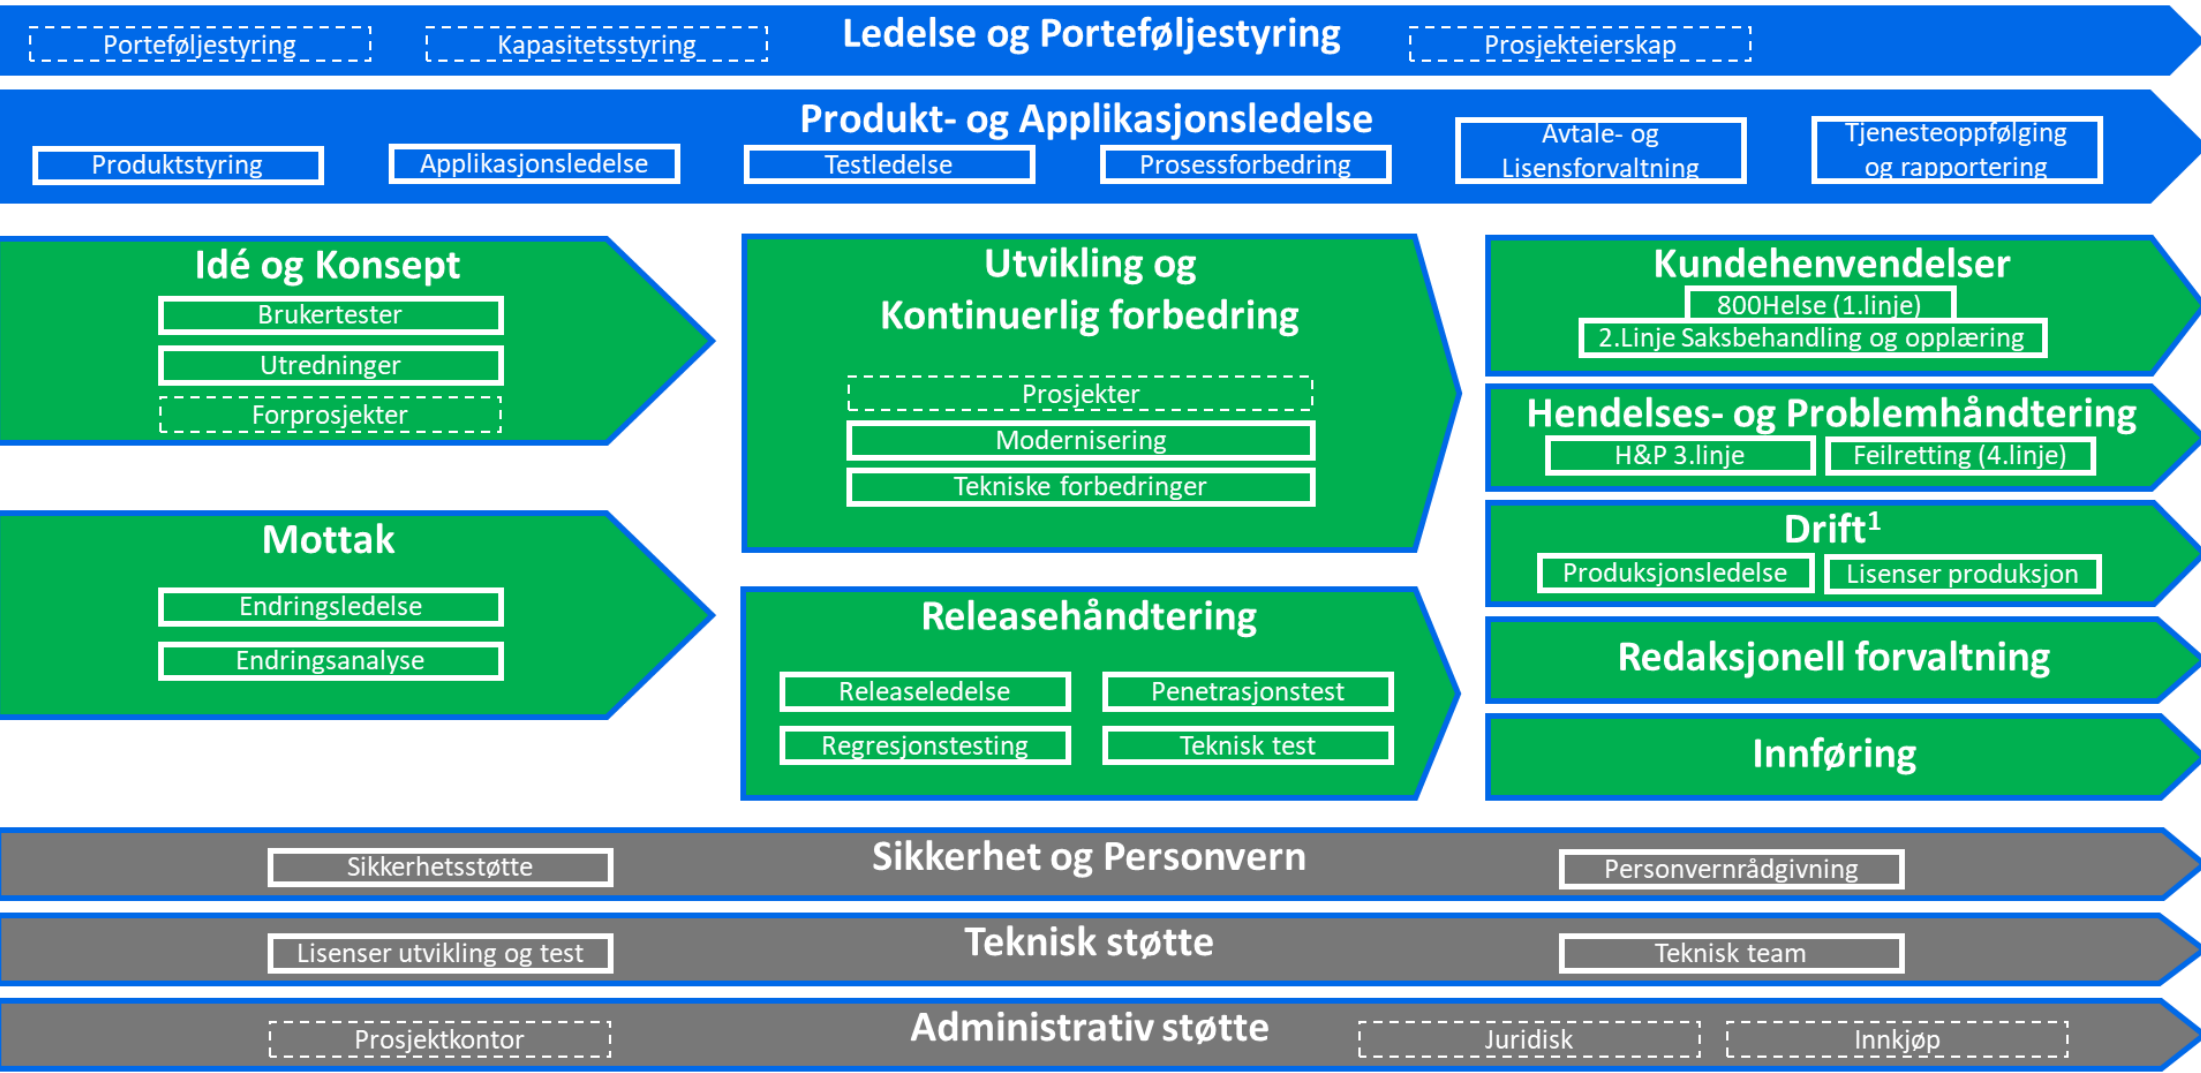 Ledelse og Porteføljestyring
Porteføljestyring
Kapasitetsstyring
Prosjekteierskap
Produkt- og Applikasjonsledelse
Produktstyring
Applikasjonsledelse
Testledelse
Prosessforbedring
Avtale- og
Lisensforvaltning
Tjenesteoppfølging
og rapportering
Idé og Konsept
Brukertester
Utredninger
Forprosjekter
Mottak
Endringsledelse
Endringsanalyse
Utvikling og
Kontinuerlig forbedring
Prosjekter
Modernisering
Tekniske forbedringer
Releasehåndtering
Releaseledelse
Penetrasjonstest
Regresjonstesting
Teknisk test
Kundehenvendelser
800Helse (1.linje)
2.Linje Saksbehandling og opplæring
Hendelses- og Problemhåndtering
H&P 3.linje
Feilretting (4.linje)
Drift¹
Produksjonsledelse
Lisenser produksjon
Redaksjonell forvaltning
Innføring
Sikkerhet og Personvern
Sikkerhetsstøtte
Personvernrådgivning
Teknisk støtte
Lisenser utvikling og test
Teknisk team
Administrativ støtte
Prosjektkontor
Juridisk
Innkjøp